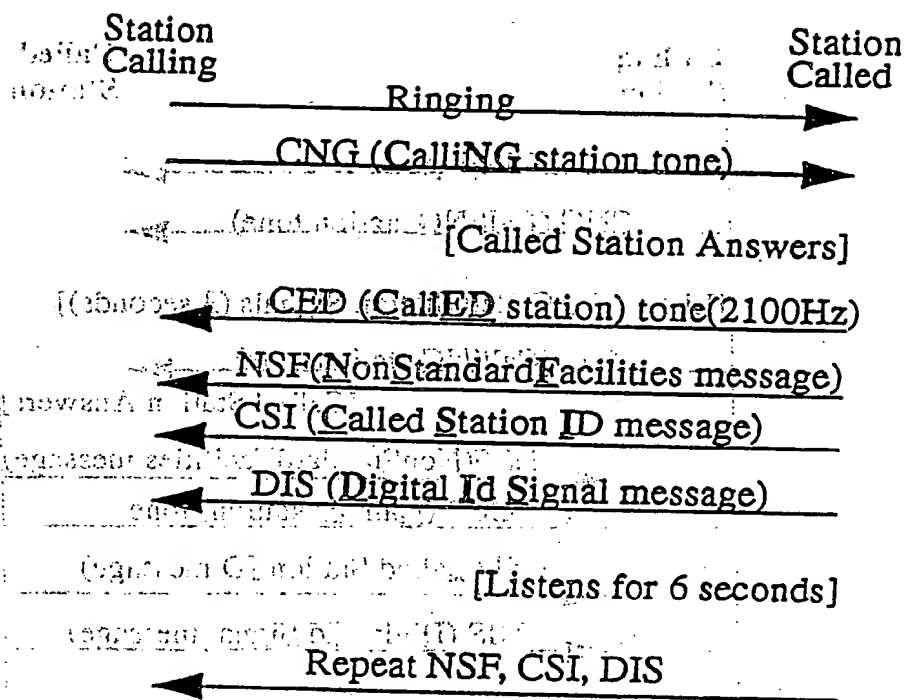 Station
Calling
Station
Called
Ringing
CNG (CalliNG station tone)
[Called Station Answers]
CED (CallED station) tone(2100Hz)
NSF(NonStandardFacilities message)
CSI (Called Station ID message)
DIS (Digital Id Signal message)
[Listens for 6 seconds]
Repeat NSF, CSI, DIS